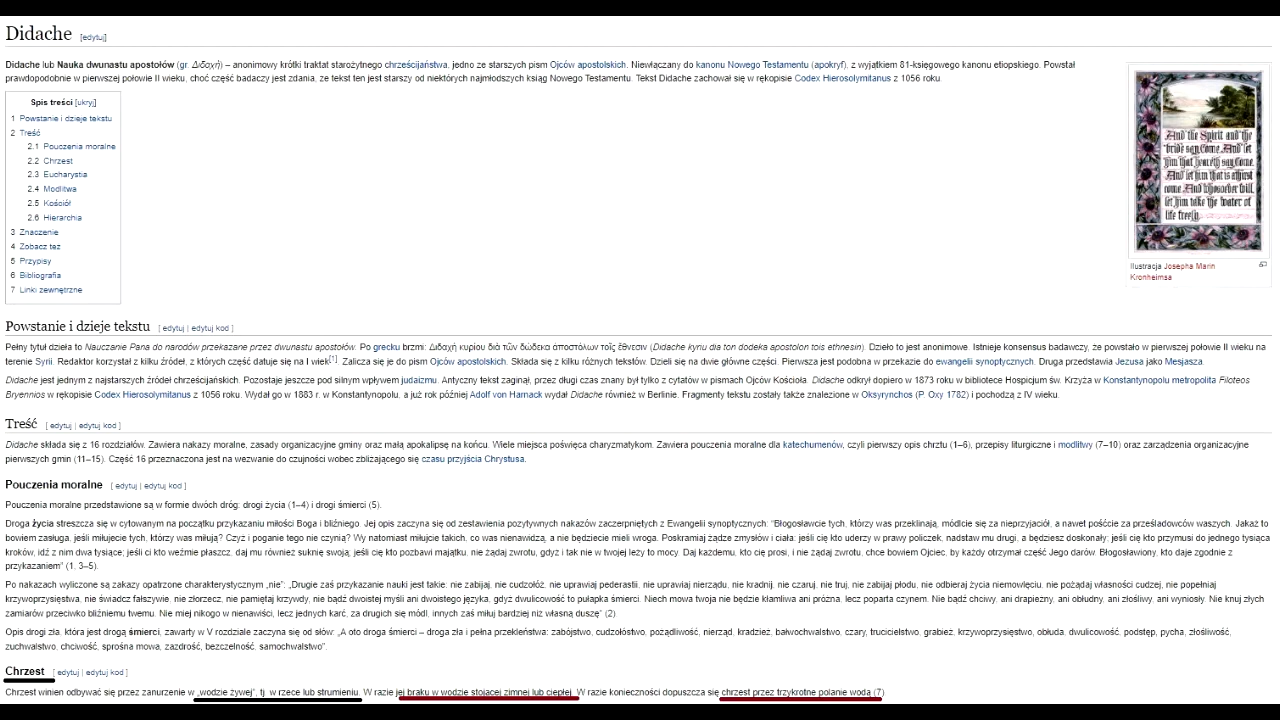 Didache [edytuj]
Didache lub Nauka dwunastu apostołów (gr. Διδαχή) – anonimowy krótki traktat starożytnego chrześcijaństwa, jedno ze starszych pism Ojców apostolskich. Niewłączany do kanonu Nowego Testamentu (apokryf), z wyjątkiem 81-księgowego kanonu etiopskiego. Powstał
prawdopodobnie w pierwszej połowie II wieku, choć część badaczy jest zdania, że tekst ten jest starszy od niektórych najmłodszych ksiąg Nowego Testamentu. Tekst Didache zachował się w rękopisie Codex Hierosolymitanus z 1056 roku.
Spis treści [ukryj]
1 Powstanie i dzieje tekstu
2 Treść
2.1 Pouczenia moralne
2.2 Chrzest
2.3 Eucharystia
2.4 Modlitwa
2.5 Kościół
2.6 Hierarchia
3 Znaczenie
4 Zobacz też
5 Przypisy
6 Bibliografia
7 Linki zewnętrzne
And the Spirit and the
bride say, Come. And let
him that heareth say, Come.
And let him that is athirst
come. And whosoever will,
let him take the water of
life freely.
Ilustracja Josepha Marin
Kronheimsa
Powstanie i dzieje tekstu [ edytuj | edytuj kod ]
Pełny tytuł dzieła to Nauczanie Pana do narodów przekazane przez dwunastu apostołów. Po grecku brzmi: Διδαχὴ κυρίου διὰ τῶν δώδεκα ἀποστόλων τοῖς ἔθνεσιν (Didache kyriu dia ton dodeka apostolon tois ethnesin). Dzieło to jest anonimowe. Istnieje konsensus badawczy, że powstało w pierwszej połowie II wieku na
terenie Syrii. Redaktor korzystał z kilku źródeł, z których część datuje się na I wiek[1]. Zalicza się je do pism Ojców apostolskich. Składa się z kilku różnych tekstów. Dzieli się na dwie główne części. Pierwsza jest podobna w przekazie do ewangelii synoptycznych. Druga przedstawia Jezusa jako Mesjasza.
Didache jest jednym z najstarszych źródeł chrześcijańskich. Pozostaje jeszcze pod silnym wpływem judaizmu. Antyczny tekst zaginął, przez długi czas znany był tylko z cytatów w pismach Ojców Kościoła. Didache odkrył dopiero w 1873 roku w bibliotece Hospicjum św. Krzyża w Konstantynopolu metropolita Filoteos
Bryennios w rękopisie Codex Hierosolymitanus z 1056 roku. Wydał go w 1883 r. w Konstantynopolu, a już rok później Adolf von Harnack wydał Didache również w Berlinie. Fragmenty tekstu zostały także znalezione w Oksyrynchos (P. Oxy 1782) i pochodzą z IV wieku.
Treść [ edytuj | edytuj kod ]
Didache składa się z 16 rozdziałów. Zawiera nakazy moralne, zasady organizacyjne gminy oraz małą apokalipsę na końcu. Wiele miejsca poświęca charyzmatykom. Zawiera pouczenia moralne dla katechumenów, czyli pierwszy opis chrztu (1–6), przepisy liturgiczne i modlitwy (7–10) oraz zarządzenia organizacyjne
pierwszych gmin (11–15). Część 16 przeznaczona jest na wezwanie do czujności wobec zbliżającego się czasu przyjścia Chrystusa.
Pouczenia moralne [ edytuj | edytuj kod ]
Pouczenia moralne przedstawione są w formie dwóch dróg: drogi życia (1–4) i drogi śmierci (5).
Droga życia streszcza się w cytowanym na początku przykazaniu miłości Boga i bliźniego. Jej opis zaczyna się od zestawienia pozytywnych nakazów zaczerpniętych z Ewangelii synoptycznych: "Błogosławcie tych, którzy was przeklinają, módlcie się za nieprzyjaciół, a nawet pośćcie za prześladowców waszych. Jakaż to
bowiem zasługa, jeśli miłujecie tych, którzy was miłują? Czyż i poganie tego nie czynią? Wy natomiast miłujcie takich, co was nienawidzą, a nie będziecie mieli wroga. Poskramiaj żądze zmysłów i ciała: jeśli cię kto uderzy w prawy policzek, nadstaw mu drugi, a będziesz doskonały; jeśli cię kto przymusi do jednego tysiąca
kroków, idź z nim dwa tysiące; jeśli ci kto weźmie płaszcz, daj mu również suknię swoją; jeśli cię kto pozbawi majątku, nie żądaj zwrotu, gdyż i tak nie w twojej leży to mocy. Daj każdemu, kto cię prosi, i nie żądaj zwrotu, chce bowiem Ojciec, by każdy otrzymał część Jego darów. Błogosławiony, kto daje zgodnie z
przykazaniem" (1, 3–5).
Po nakazach wyliczone są zakazy opatrzone charakterystycznym „nie": „Drugie zaś przykazanie nauki jest takie: nie zabijaj, nie cudzołóż, nie uprawiaj pederastii, nie uprawiaj nierządu, nie kradnij, nie czaruj, nie truj, nie zabijaj płodu, nie odbieraj życia niemowlęciu, nie pożądaj własności cudzej, nie popełniaj
krzywoprzysięstwa, nie świadcz fałszywie, nie złorzecz, nie pamiętaj krzywdy, nie bądź dwoistej myśli ani dwoistego języka, gdyż dwulicowość to pułapka śmierci. Niech mowa twoja nie będzie kłamliwa ani próżna, lecz poparta czynem. Nie bądź chciwy, ani drapieżny, ani obłudny, ani złośliwy, ani wyniosły. Nie knuj złych
zamiarów przeciwko bliźniemu twemu. Nie miej nikogo w nienawiści, lecz jednych karć, za drugich się módl, innych zaś miłuj bardziej niż własną duszę" (2).
Opis drogi zła, która jest drogą śmierci, zawarty w V rozdziale zaczyna się od słów: „A oto droga śmierci – droga zła i pełna przekleństwa: zabójstwo, cudzołóstwo, pożądliwość, nierząd, kradzież, bałwochwalstwo, czary, trucicielstwo, grabież, krzywoprzysięstwo, obłuda, dwulicowość, podstęp, pycha, złośliwość,
zuchwalstwo, chciwość, sprośna mowa, zazdrość, bezczelność, samochwalstwo".
Chrzest [ edytuj | edytuj kod ]
Chrzest winien odbywać się przez zanurzenie w „wodzie żywej", tj. w rzece lub strumieniu. W razie jej braku w wodzie stojącej zimnej lub ciepłej. W razie konieczności dopuszcza się chrzest przez trzykrotne polanie wodą (7)